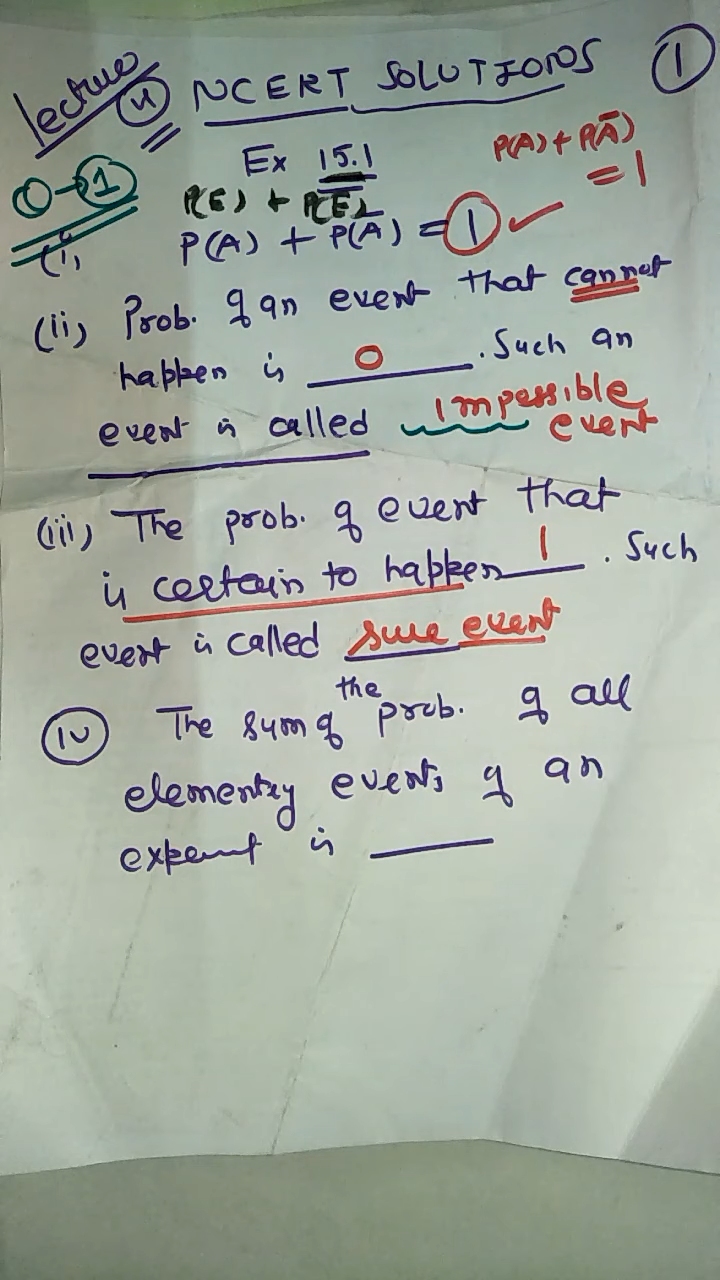 Lecture 4 NCERT SOLUTIONS 1
Ex 15.1
P(A) + P(Ā) = 1
Q → 1
P(E) + P(Ē)
(i) P(A) + P(Ā) = 1 ✓
(ii) Prob. of an event that cannot
happen is 0. Such an
event is called impossible event
(iii) The prob. of event that
is certain to happen 1. Such
event is called sure event
(iv) The sum of the prob. of all
elementry events of an
is ____